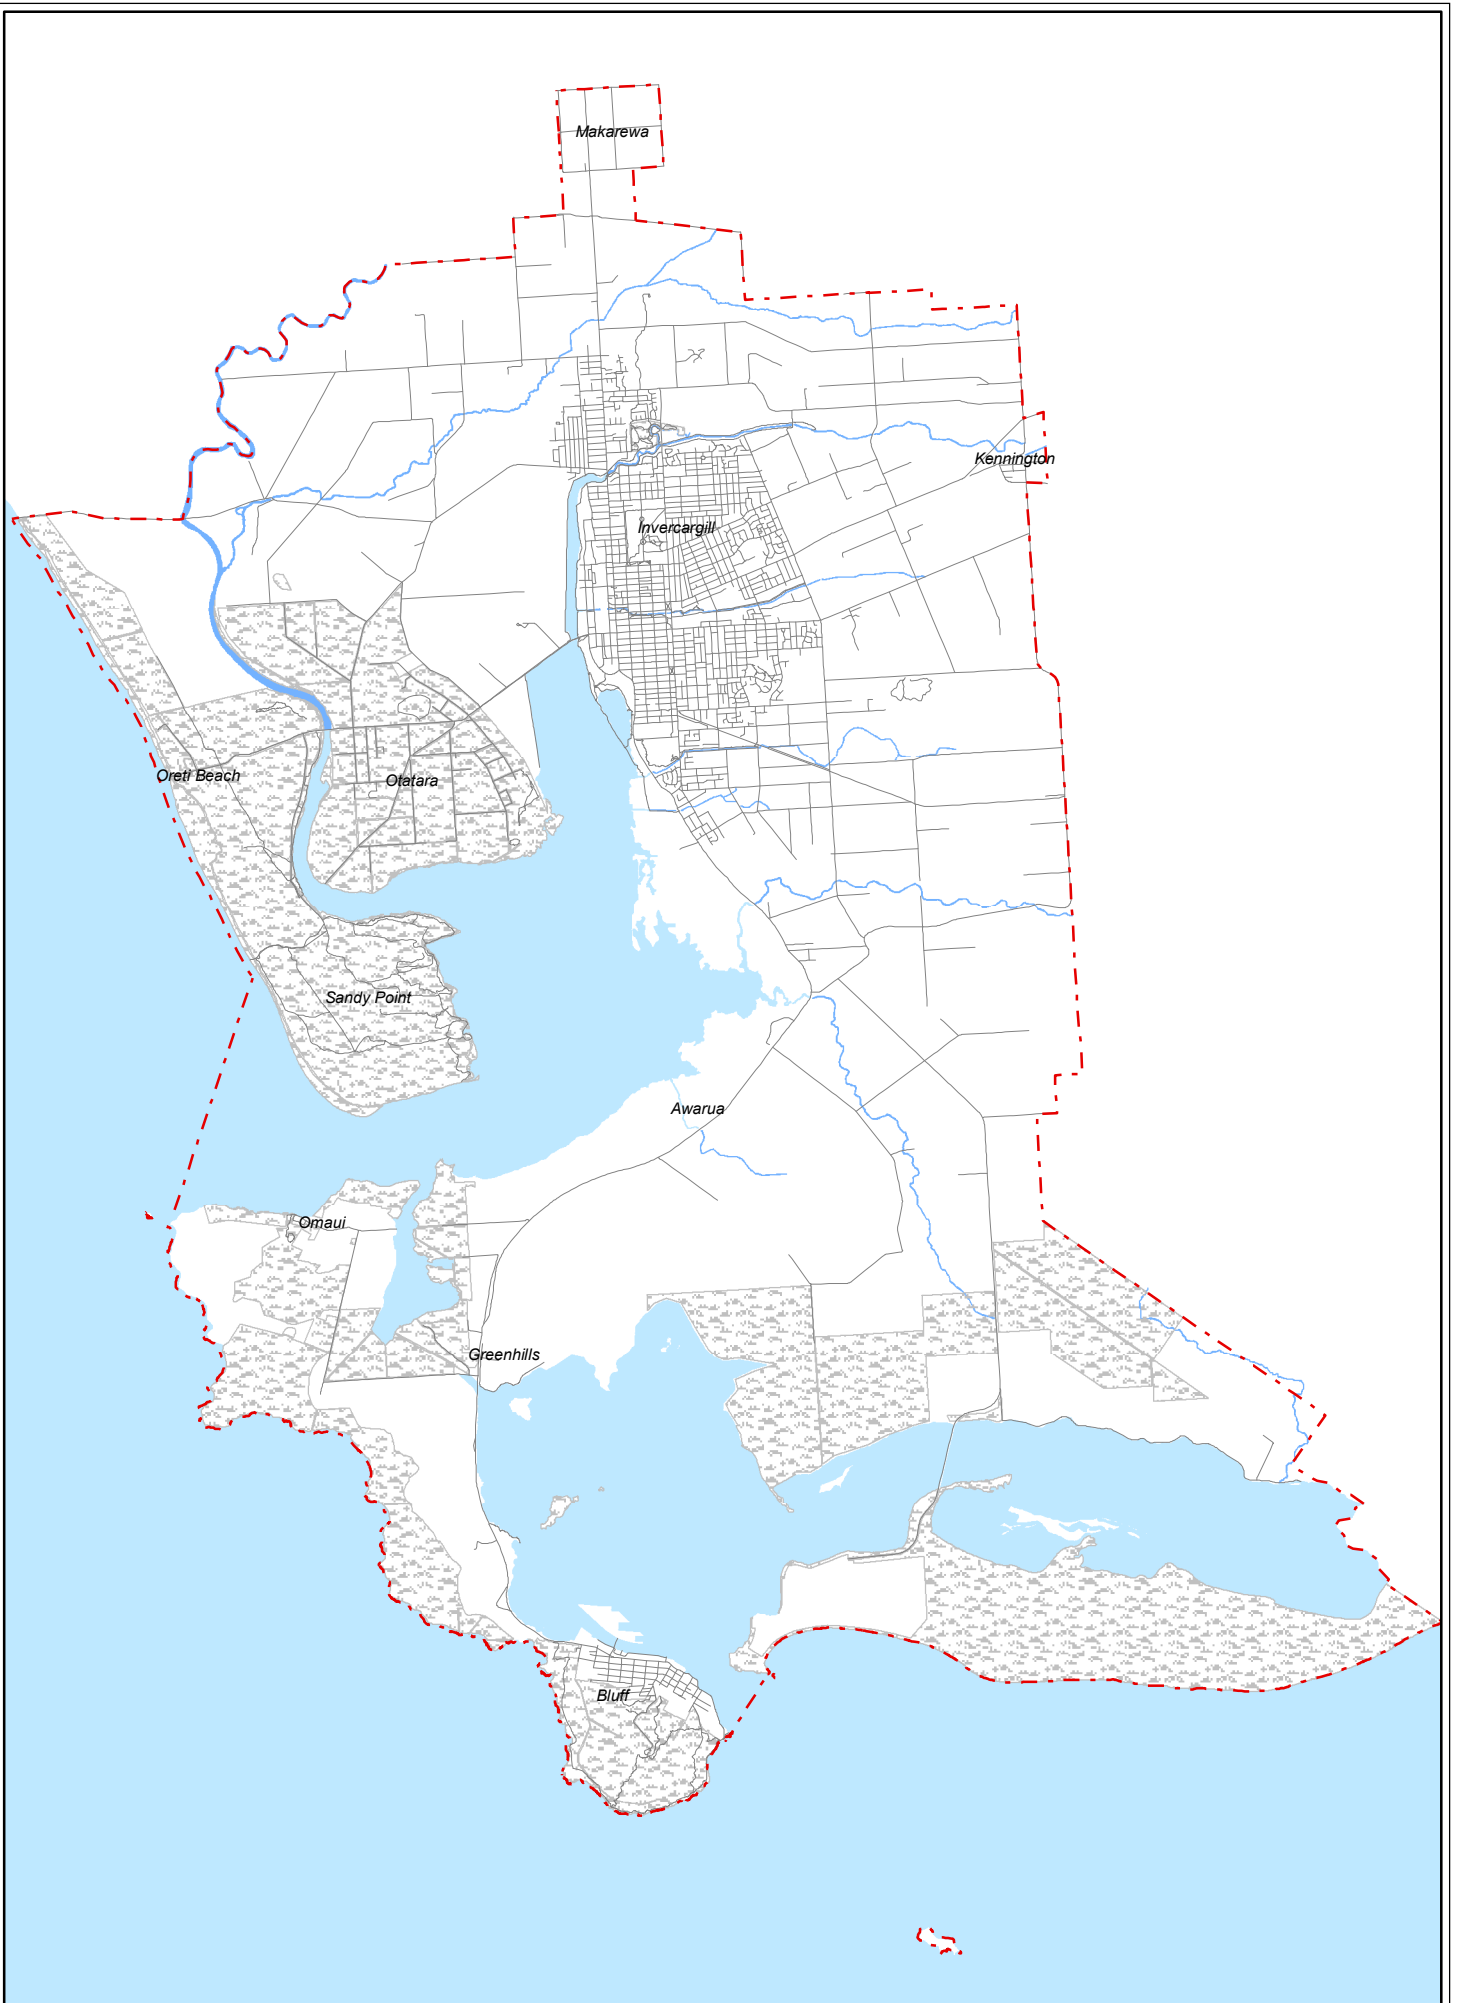 Makarewa
Kennington
Invercargill
Oreti Beach
Otatara
Sandy Point
Awarua
Omaui
Greenhills
Bluff